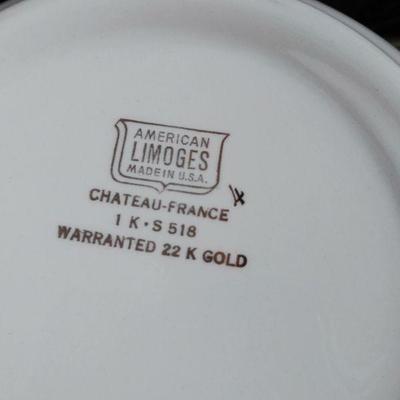 AMERICAN
LIMOGES
MADE IN U.S.A.
CHATEAU-FRANCE
1 K · S 518
WARRANTED 22 K GOLD